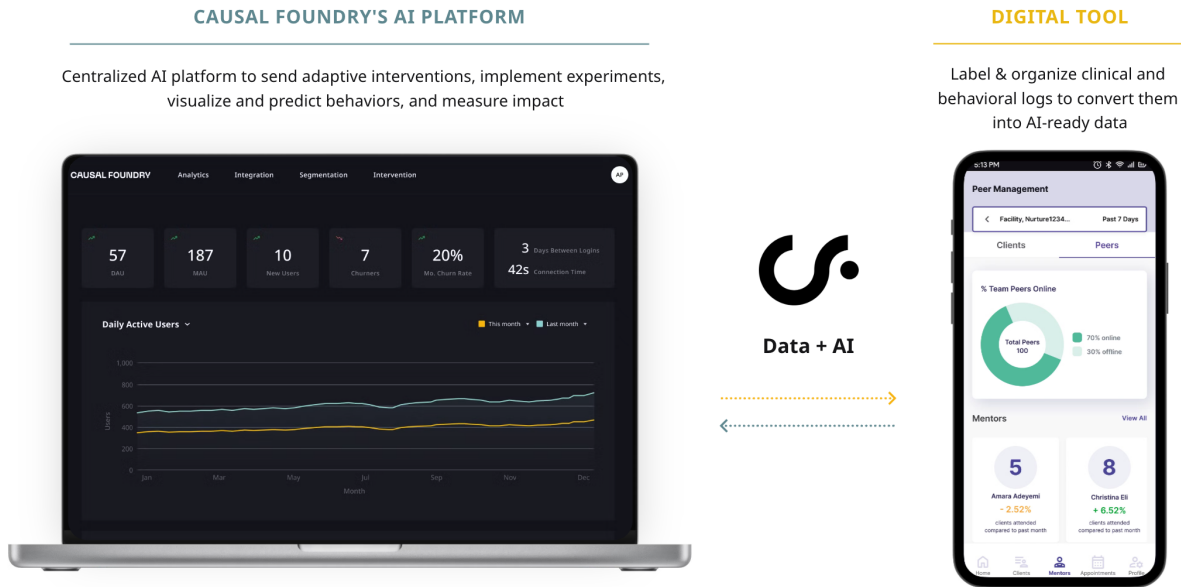 CAUSAL FOUNDRY'S AI PLATFORM
Centralized AI platform to send adaptive interventions, implement experiments,
visualize and predict behaviors, and measure impact
CAUSAL FOUNDRY
Analytics
Integration
Segmentation
Intervention
AP
57
DAU
187
MAU
10
New Users
7
Churners
20%
Mo. Churn Rate
3 Days Between Logins
42s Connection Time
Daily Active Users
This month
Last month
1,000
800
600
400
200
0
Users
Jan
Mar
May
Jul
Sep
Nov
Dec
Month
Data + AI
DIGITAL TOOL
Label & organize clinical and
behavioral logs to convert them
into AI-ready data
5:13 PM
Peer Management
Facility, Nurture1234...
Past 7 Days
Clients
Peers
% Team Peers Online
Total Peers
100
70% online
30% offline
Mentors
View All
5
Amara Adeyemi
- 2.52%
clients attended
compared to past month
8
Christina Eli
+ 6.52%
clients attended
compared to past month
Home
Clients
Mentors
Appointments
Profile